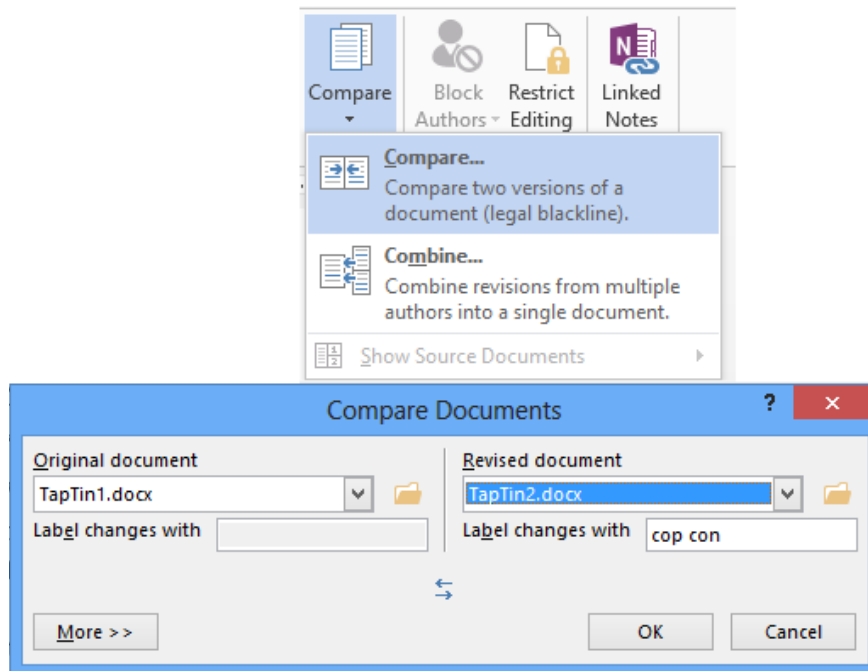 Compare
Block
Authors
Restrict
Editing
Linked
Notes
Compare...
Compare two versions of a
document (legal blackline).
Combine...
Combine revisions from multiple
authors into a single document.
Show Source Documents
Compare Documents
?
Original document
Revised document
TapTin1.docx
TapTin2.docx
Label changes with
Label changes with
cop con
More >>
OK
Cancel